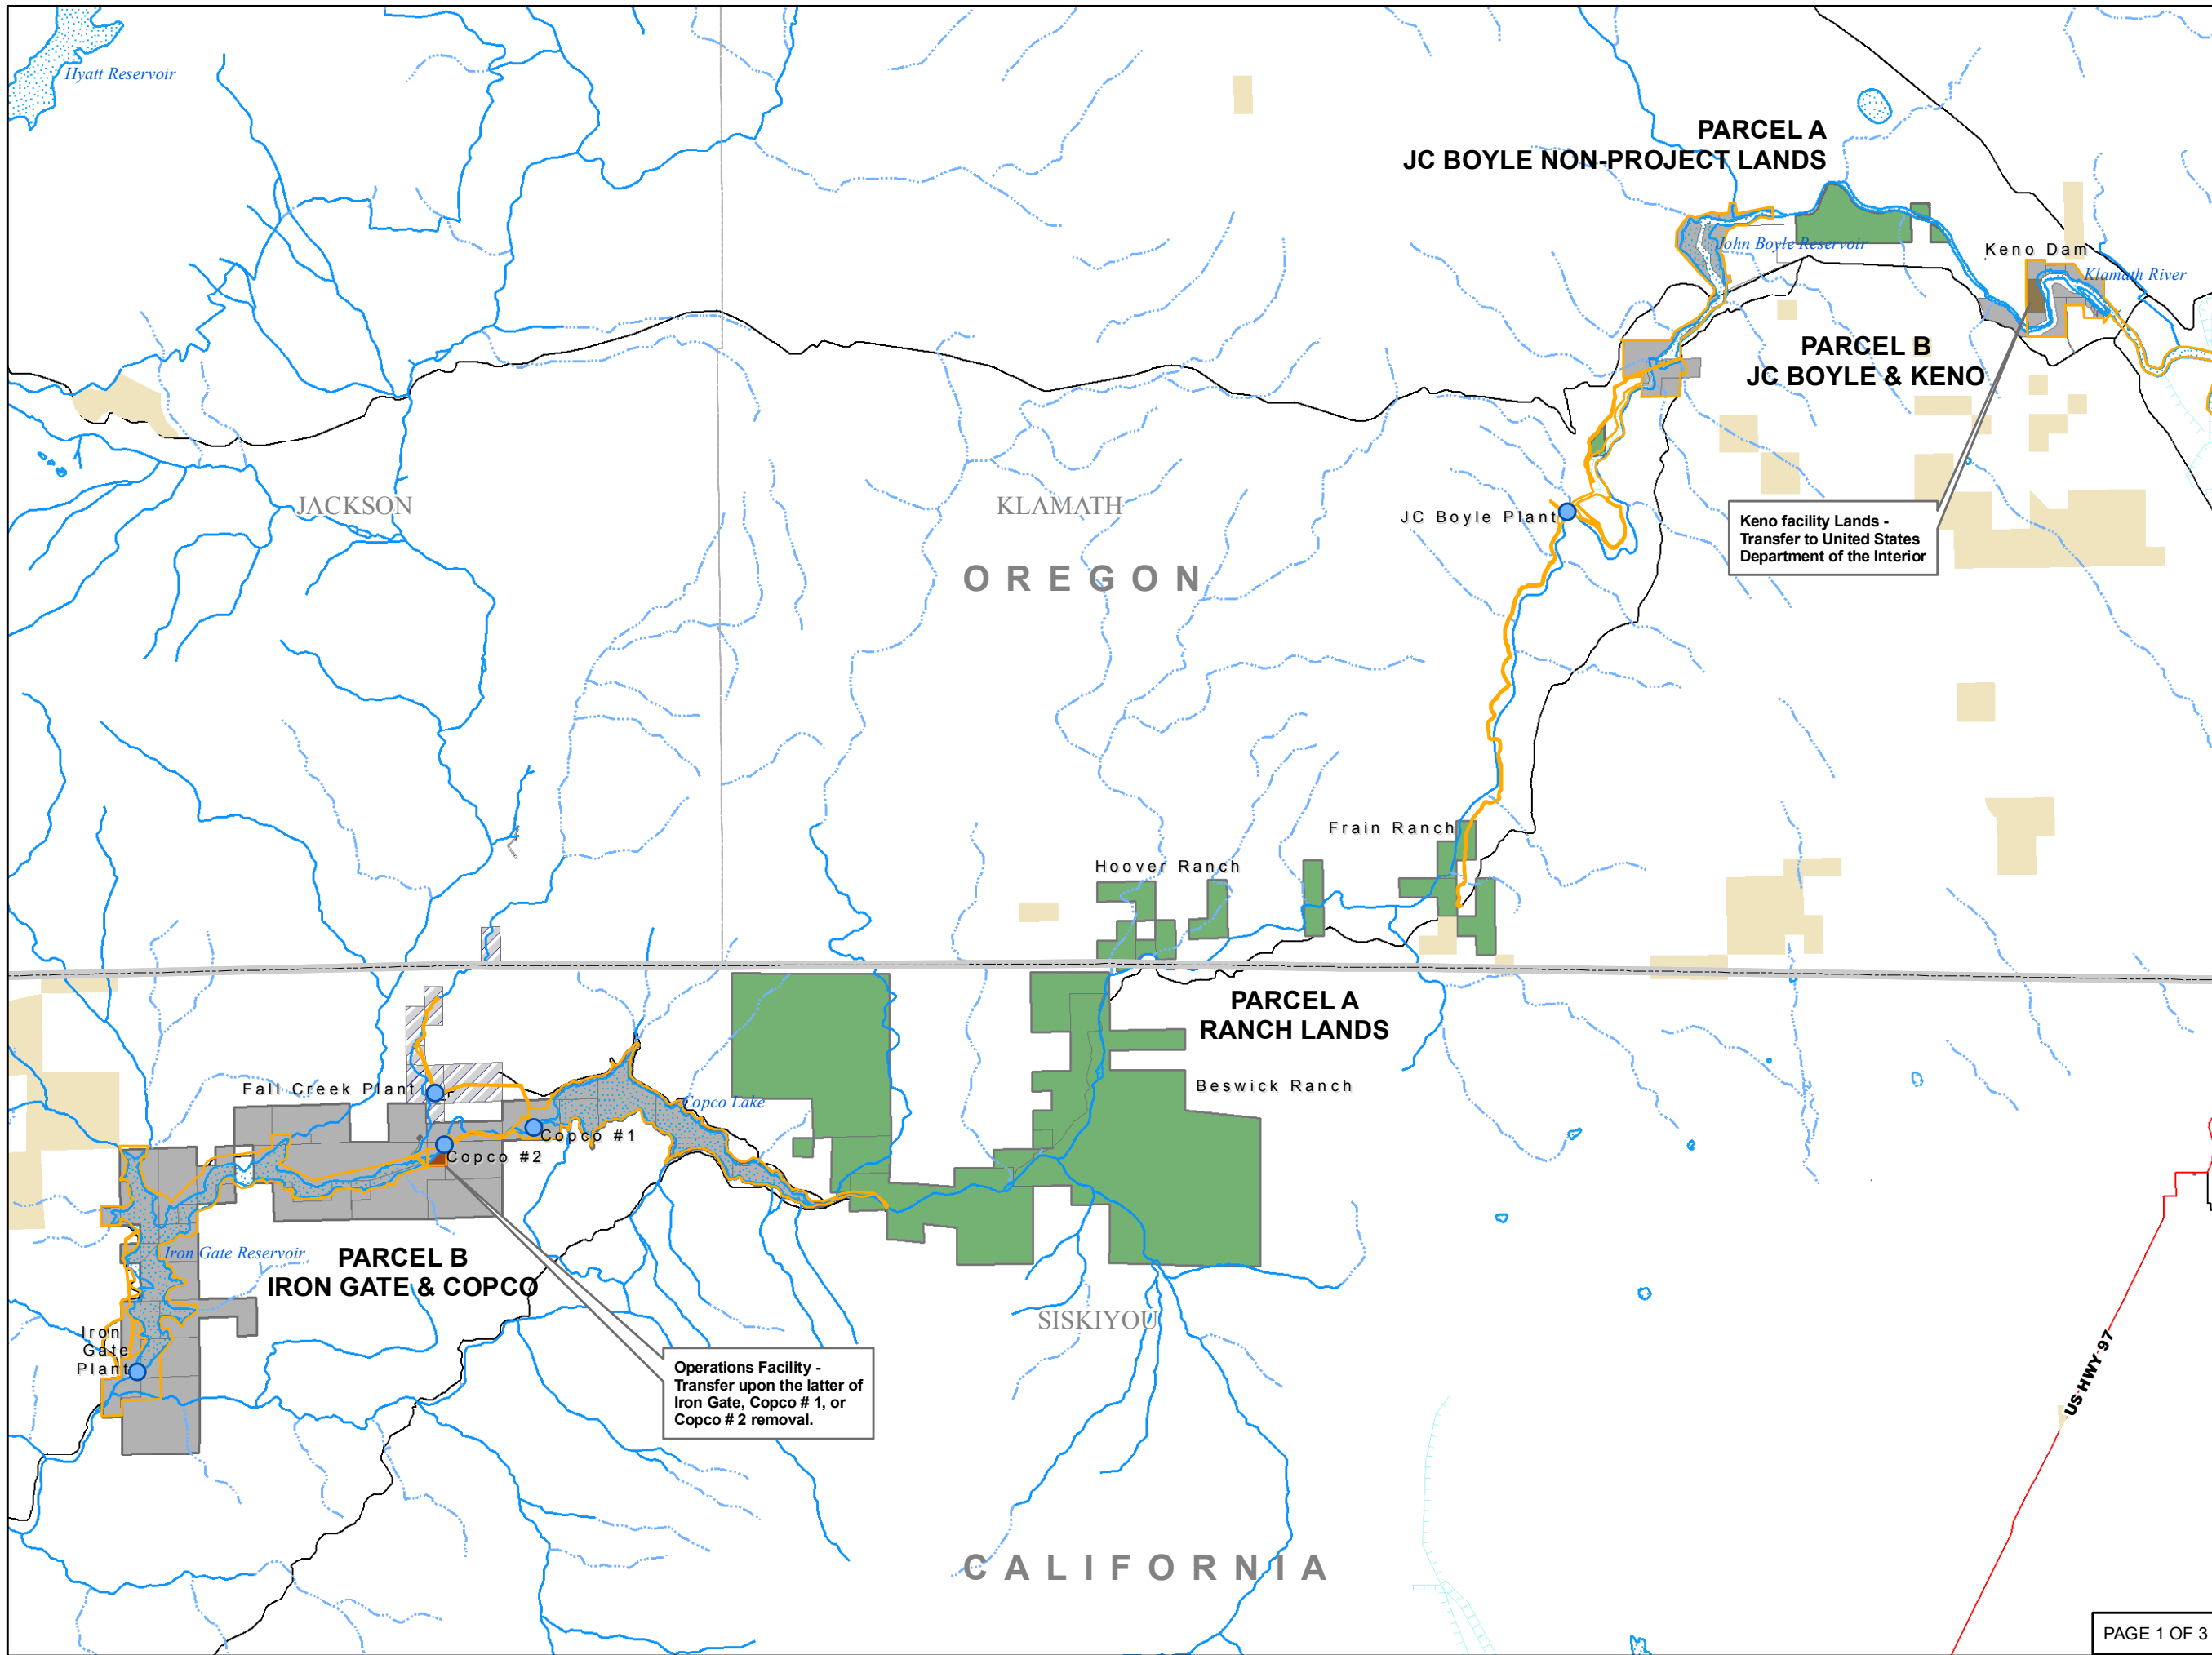 Hyatt Reservoir
PARCEL A
JC BOYLE NON-PROJECT LANDS
John Boyle Reservoir
Keno Dam
Klamath River
PARCEL B
JC BOYLE & KENO
JACKSON
KLAMATH
JC Boyle Plant
Keno facility Lands -
Transfer to United States
Department of the Interior
OREGON
Frain Ranch
Hoover Ranch
PARCEL A
RANCH LANDS
Beswick Ranch
Fall Creek Plant
Copco Lake
Copco #1
Copco #2
Iron Gate Reservoir
PARCEL B
IRON GATE & COPCO
Iron
Gate
Plant
SISKIYOU
Operations Facility -
Transfer upon the latter of
Iron Gate, Copco # 1, or
Copco # 2 removal.
US HWY 97
CALIFORNIA
PAGE 1 OF 3